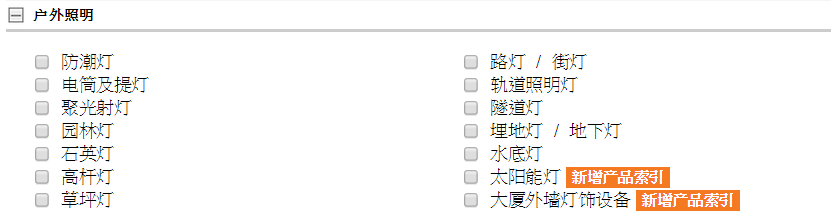 户外照明
防潮灯
电筒及提灯
聚光射灯
园林灯
石英灯
高杆灯
草坪灯
路灯 / 街灯
轨道照明灯
隧道灯
埋地灯 / 地下灯
水底灯
太阳能灯 新增产品索引
大厦外墙灯饰设备 新增产品索引